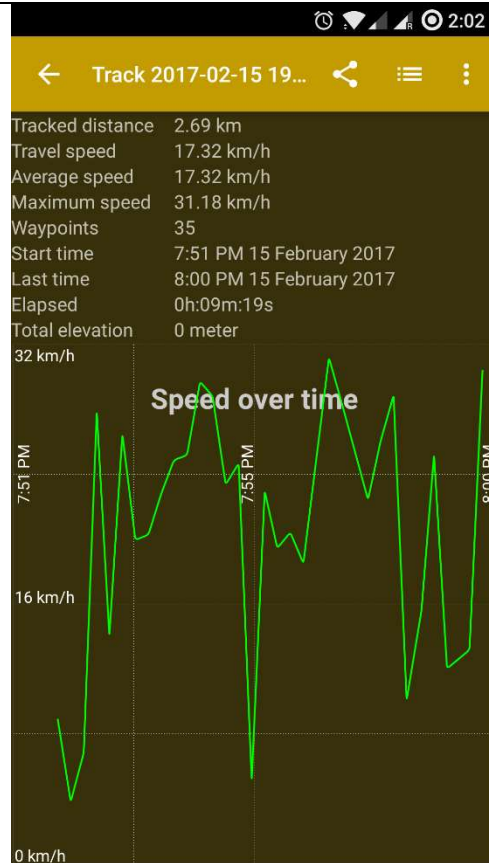 2:02
R
Track 2017-02-15 19...
Tracked distance 2.69 km
Travel speed 17.32 km/h
Average speed 17.32 km/h
Maximum speed 31.18 km/h
Waypoints 35
Start time 7:51 PM 15 February 2017
Last time 8:00 PM 15 February 2017
Elapsed 0h:09m:19s
Total elevation 0 meter
32 km/h
Speed over time
7:51 PM
7:55 PM
8:00 PM
16 km/h
0 km/h